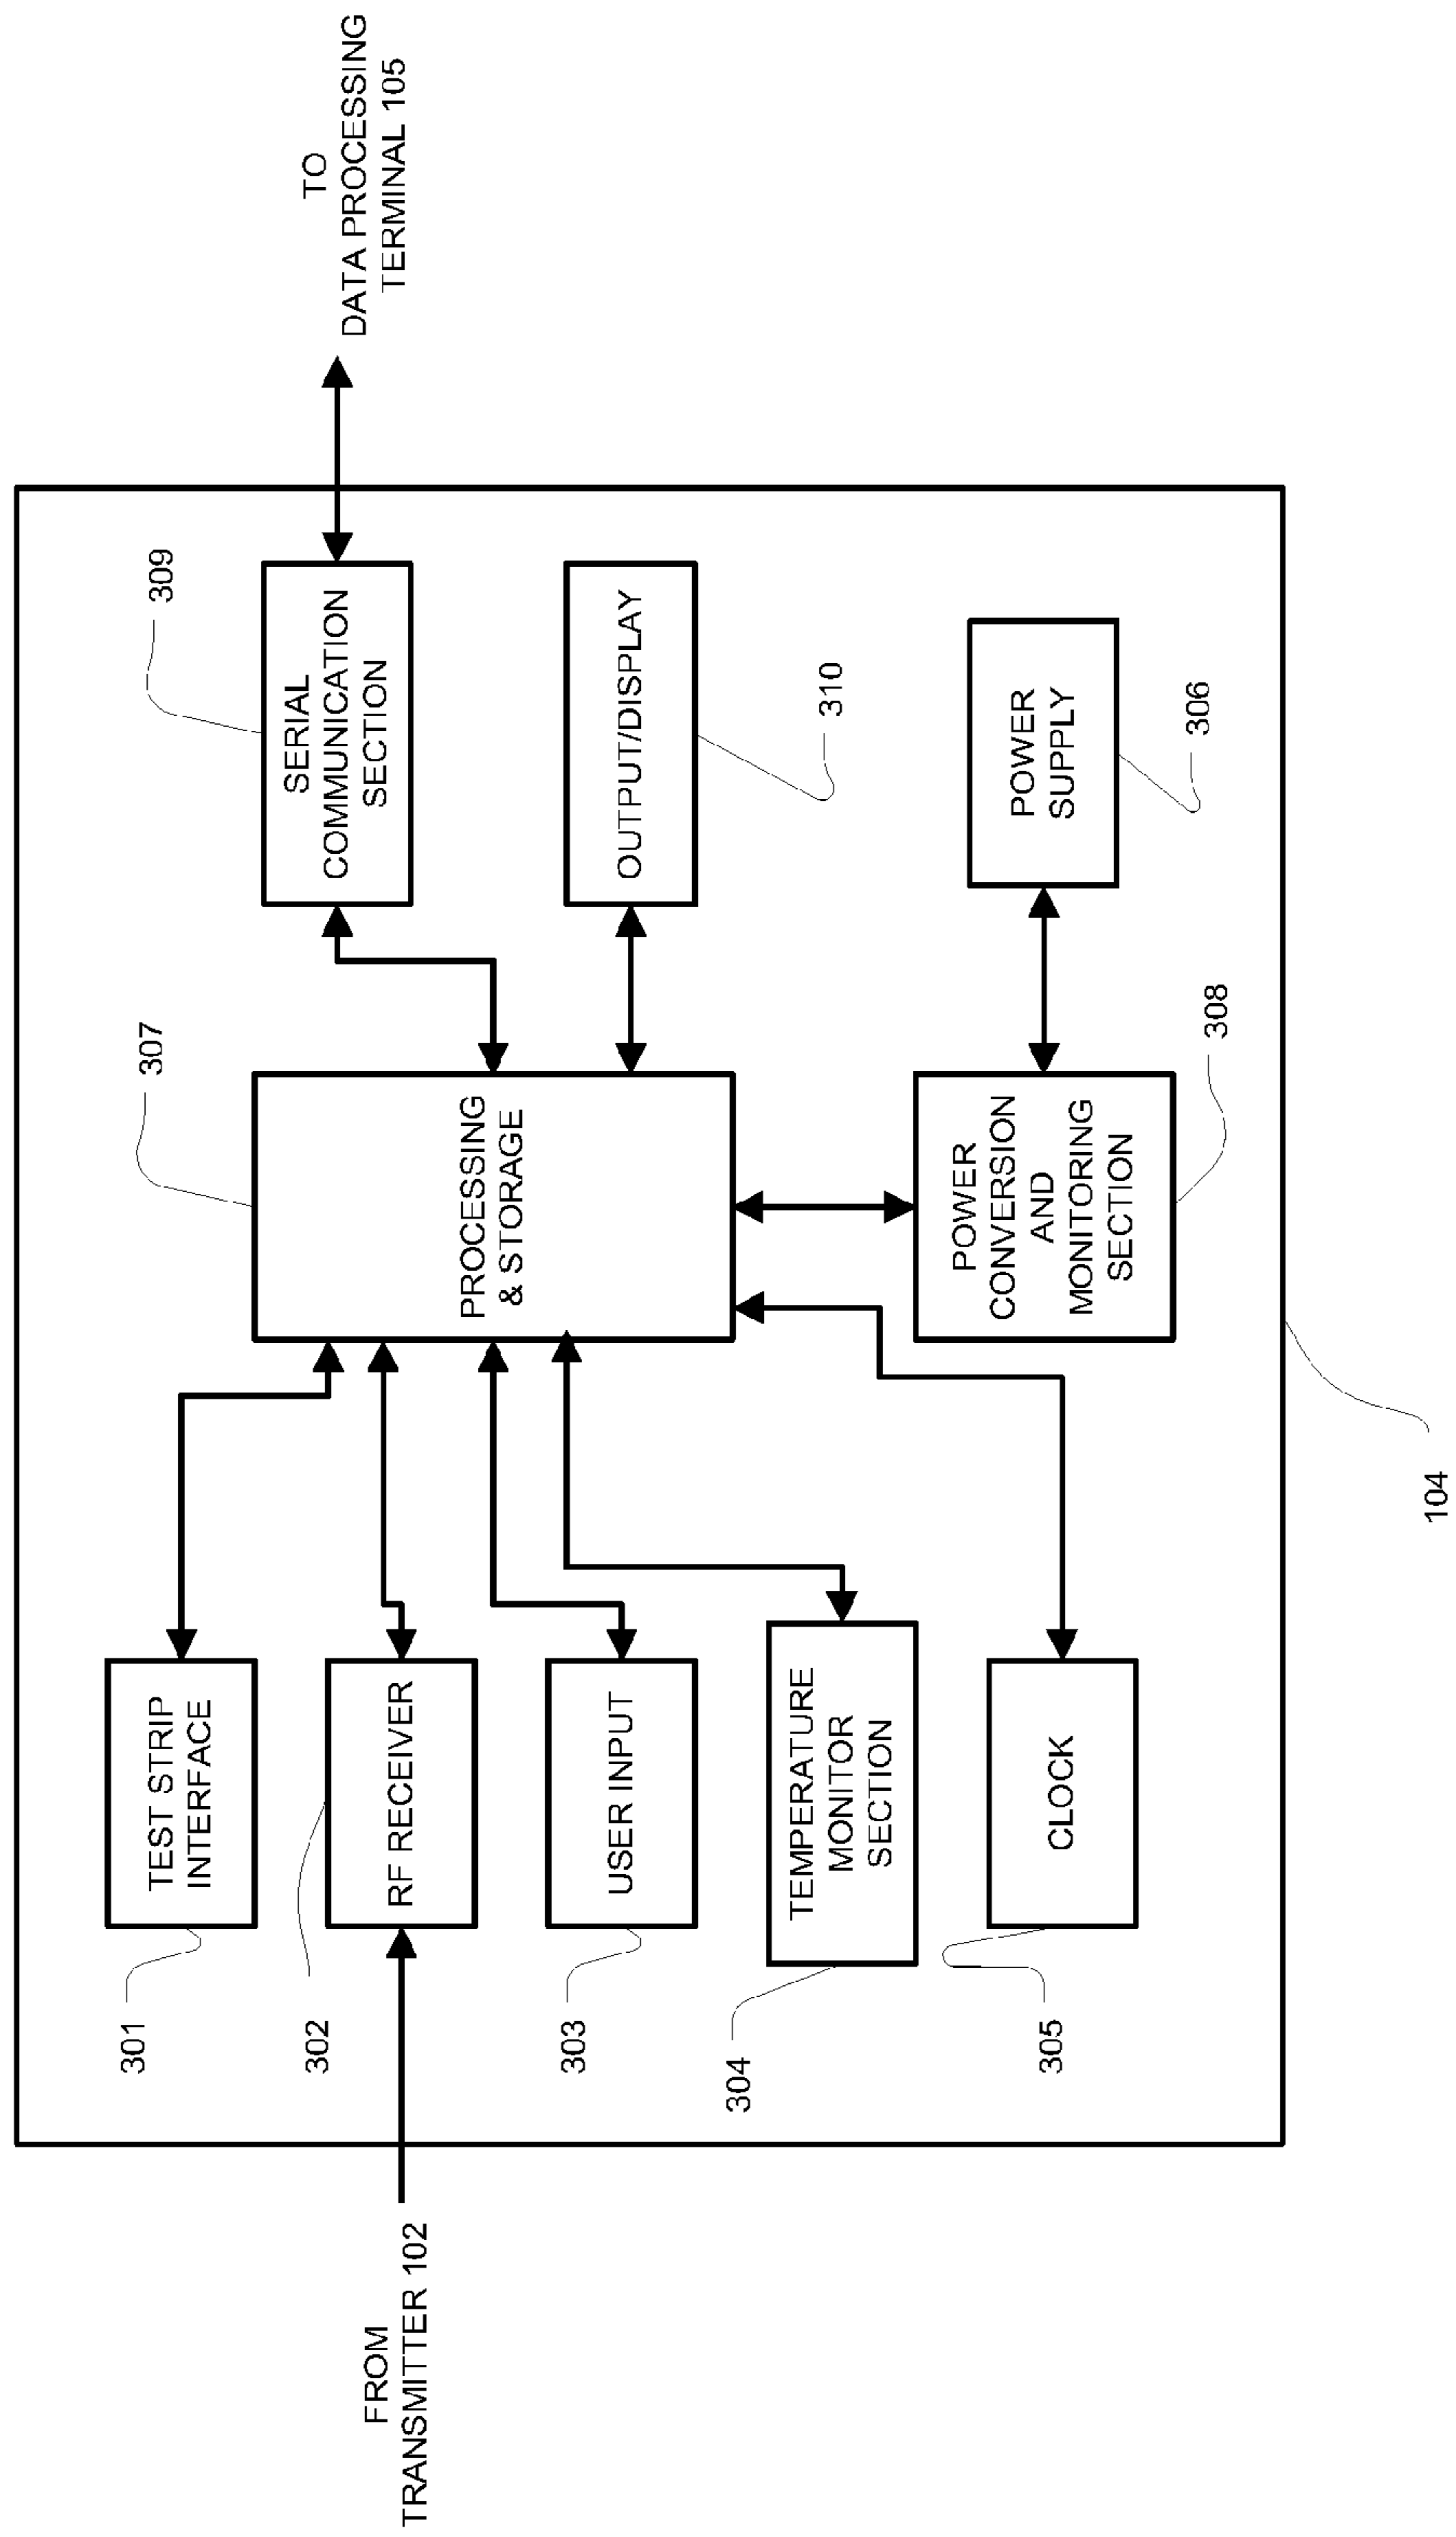 301
TEST STRIP
INTERFACE
307
309
SERIAL
COMMUNICATION
SECTION
TO
DATA PROCESSING
TERMINAL 105
FROM
TRANSMITTER 102
302
RF RECEIVER
PROCESSING
& STORAGE
303
USER INPUT
OUTPUT/DISPLAY
310
304
TEMPERATURE
MONITOR
SECTION
305
CLOCK
POWER
CONVERSION
AND
MONITORING
SECTION
308
POWER
SUPPLY
306
104